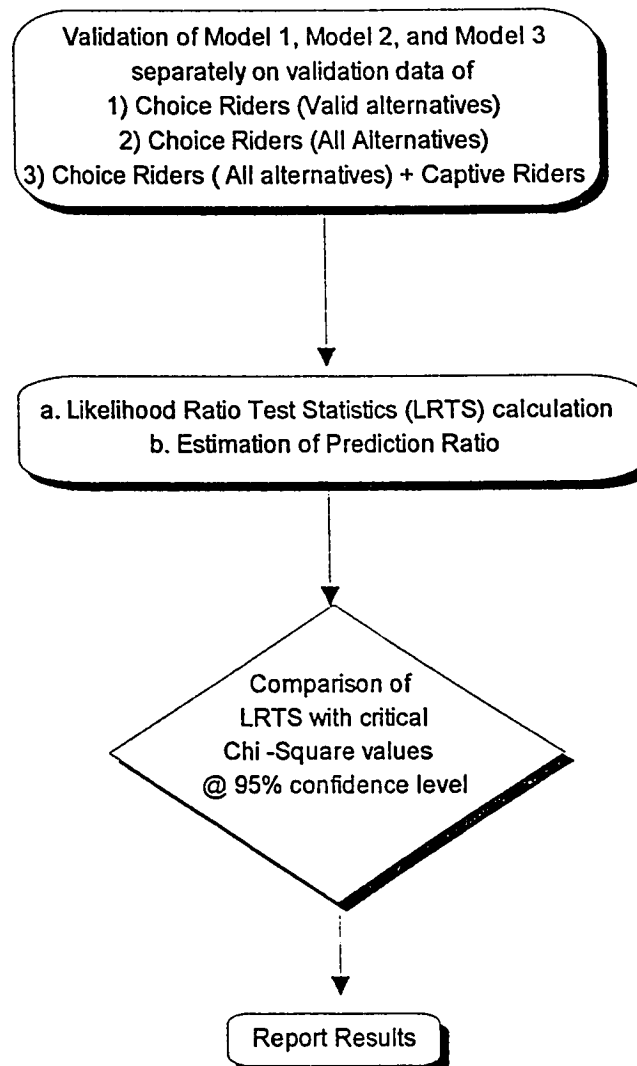 Validation of Model 1, Model 2, and Model 3
separately on validation data of
1) Choice Riders (Valid alternatives)
2) Choice Riders (All Alternatives)
3) Choice Riders ( All alternatives) + Captive Riders
a. Likelihood Ratio Test Statistics (LRTS) calculation
b. Estimation of Prediction Ratio
Comparison of
LRTS with critical
Chi -Square values
@ 95% confidence level
Report Results